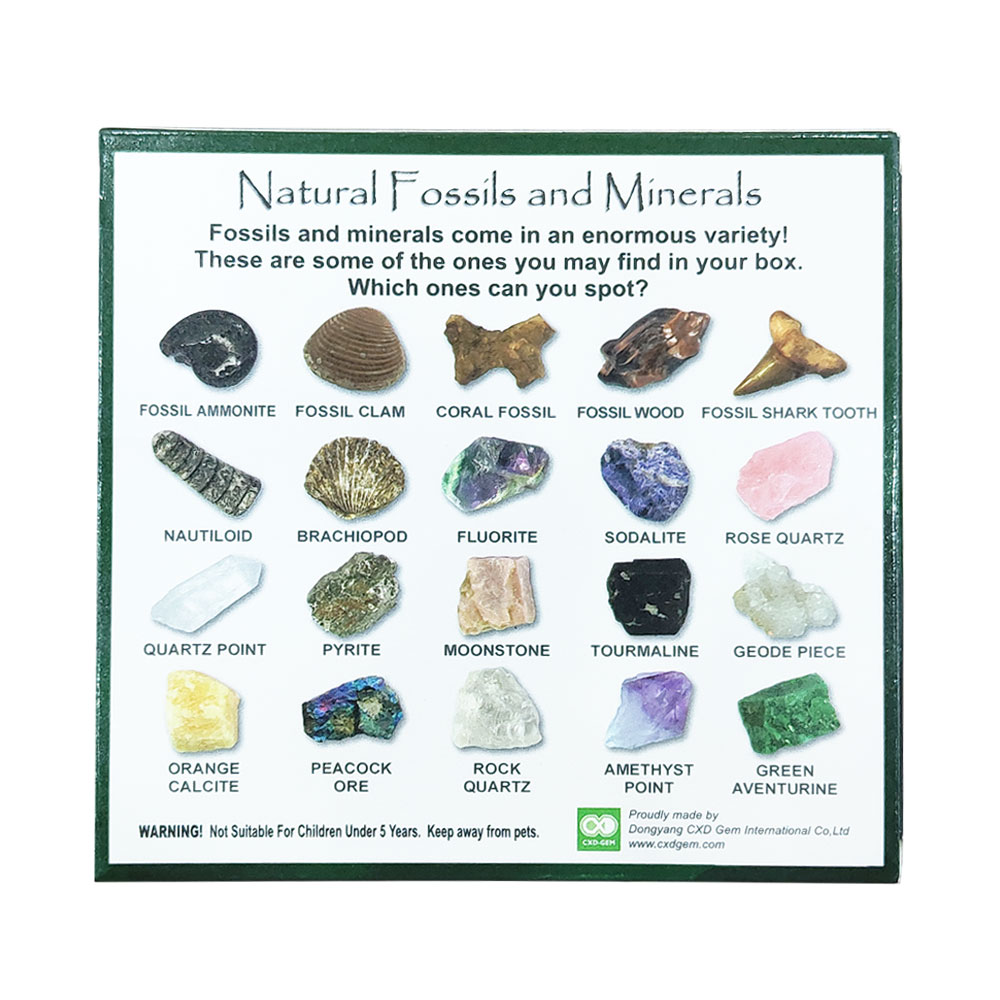 Natural Fossils and Minerals
Fossils and minerals come in an enormous variety!
These are some of the ones you may find in your box.
Which ones can you spot?
FOSSIL AMMONITE
FOSSIL CLAM
CORAL FOSSIL
FOSSIL WOOD
FOSSIL SHARK TOOTH
NAUTILOID
BRACHIOPOD
FLUORITE
SODALITE
ROSE QUARTZ
QUARTZ POINT
PYRITE
MOONSTONE
TOURMALINE
GEODE PIECE
ORANGE
CALCITE
PEACOCK
ORE
ROCK
QUARTZ
AMETHYST
POINT
GREEN
AVENTURINE
WARNING! Not Suitable For Children Under 5 Years. Keep away from pets.
CXD-GEM
Proudly made by
Dongyang CXD Gem International Co,Ltd
www.cxdgem.com